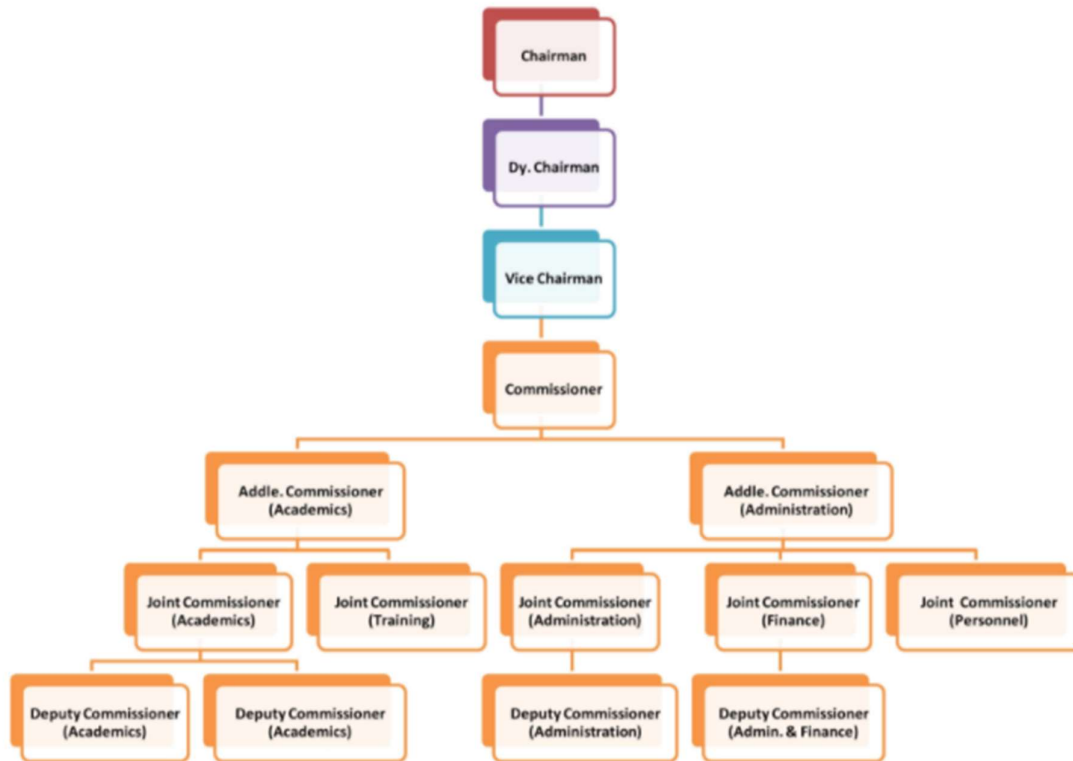 Chairman
Dy. Chairman
Vice Chairman
Commissioner
Addle. Commissioner
(Academics)
Addle. Commissioner
(Administration)
Joint Commissioner
(Academics)
Joint Commissioner
(Training)
Joint Commissioner
(Administration)
Joint Commissioner
(Finance)
Joint Commissioner
(Personnel)
Deputy Commissioner
(Academics)
Deputy Commissioner
(Academics)
Deputy Commissioner
(Administration)
Deputy Commissioner
(Admin. & Finance)